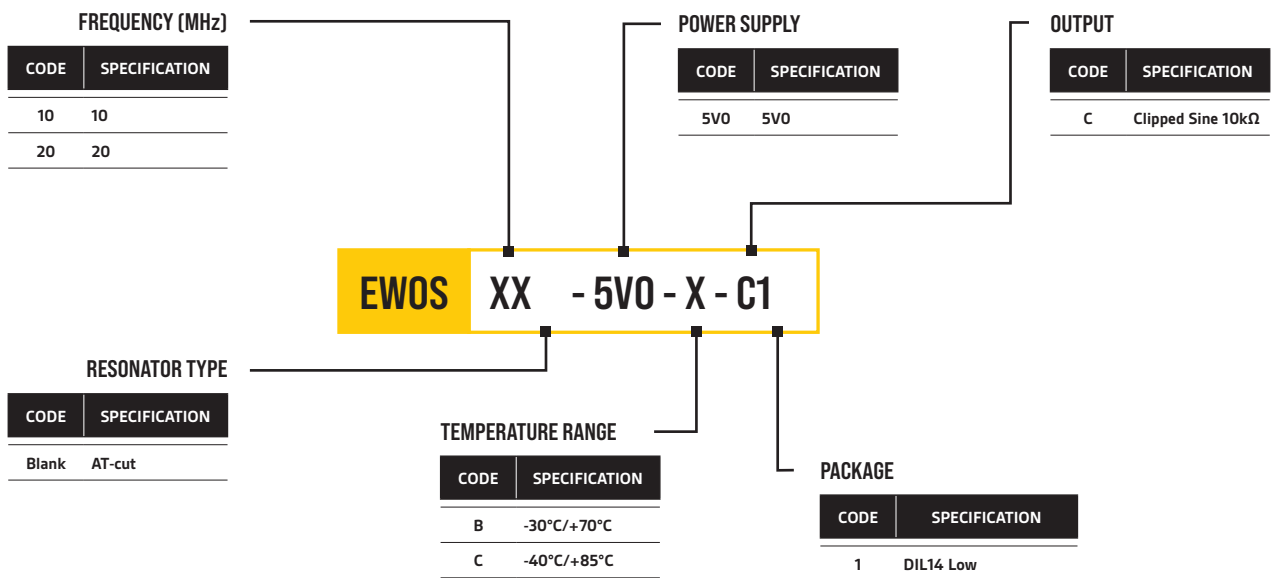 FREQUENCY (MHz)
CODE SPECIFICATION
10 10
20 20
POWER SUPPLY
CODE SPECIFICATION
5V0 5V0
OUTPUT
CODE SPECIFICATION
C Clipped Sine 10kΩ
EWOS XX - 5V0 - X - C1
RESONATOR TYPE
CODE SPECIFICATION
Blank AT-cut
TEMPERATURE RANGE
CODE SPECIFICATION
B -30°C/+70°C
C -40°C/+85°C
PACKAGE
CODE SPECIFICATION
1 DIL14 Low